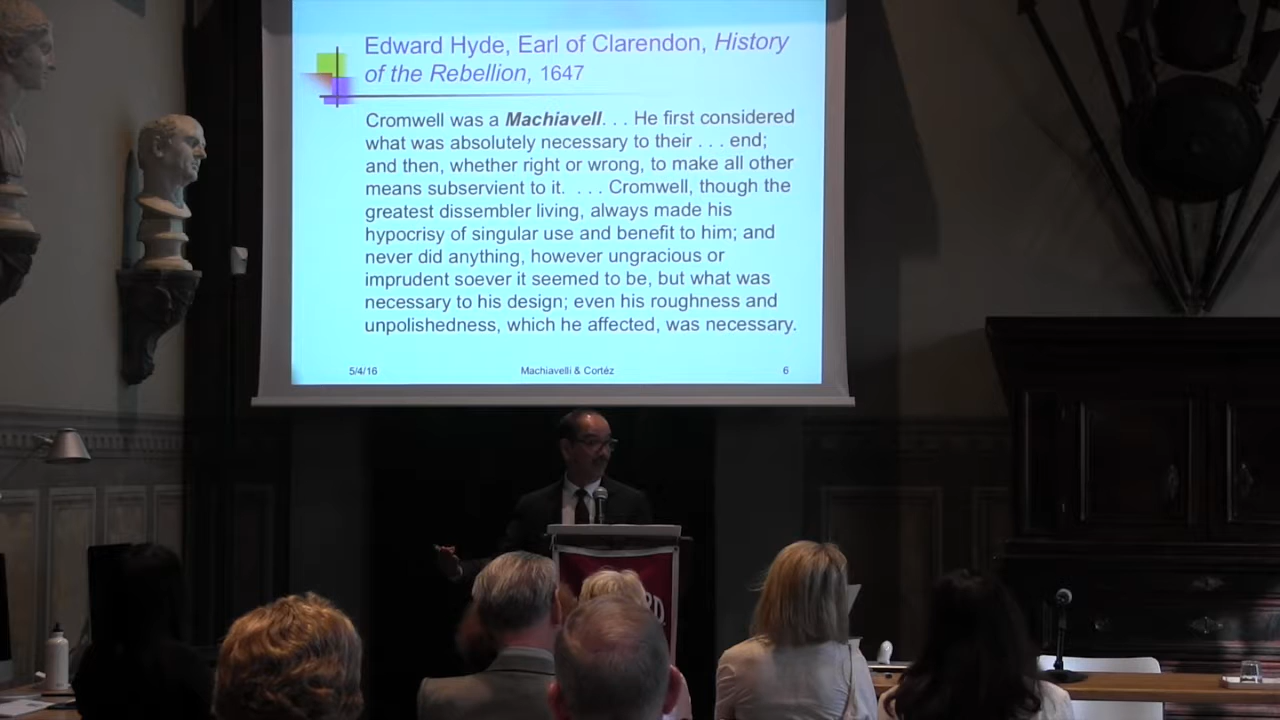 Edward Hyde, Earl of Clarendon, History
of the Rebellion, 1647
Cromwell was a Machiavell. . . He first considered
what was absolutely necessary to their . . . end;
and then, whether right or wrong, to make all other
means subservient to it. . . . Cromwell, though the
greatest dissembler living, always made his
hypocrisy of singular use and benefit to him; and
never did anything, however ungracious or
imprudent soever it seemed to be, but what was
necessary to his design; even his roughness and
unpolishedness, which he affected, was necessary.
5/4/16 Machiavelli & Cortéz 6